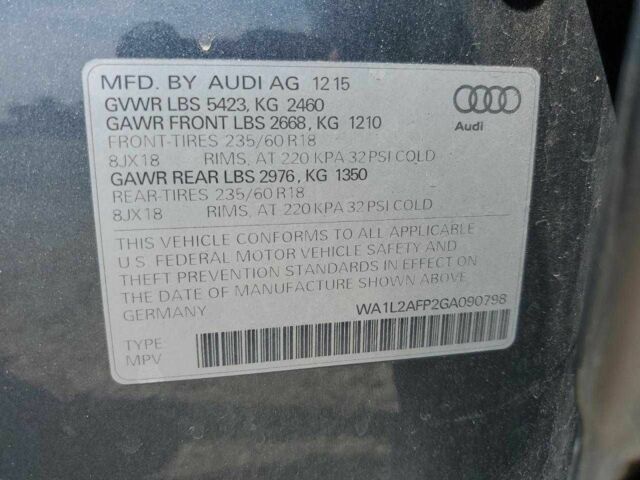 MFD. BY AUDI AG 12 15
GVWR LBS 5423, KG 2460
GAWR FRONT LBS 2668, KG 1210
FRONT-TIRES 235/60 R18
8JX18 RIMS, AT 220 KPA 32 PSI COLD
GAWR REAR LBS 2976, KG 1350
REAR-TIRES 235/60 R18
8JX18 RIMS, AT 220 KPA 32 PSI COLD
Audi
THIS VEHICLE CONFORMS TO ALL APPLICABLE
U.S. FEDERAL MOTOR VEHICLE SAFETY AND
THEFT PREVENTION STANDARDS IN EFFECT ON
THE DATE OF MANUFACTURE SHOWN ABOVE
GERMANY
WA1L2AFP2GA090798
TYPE:
MPV